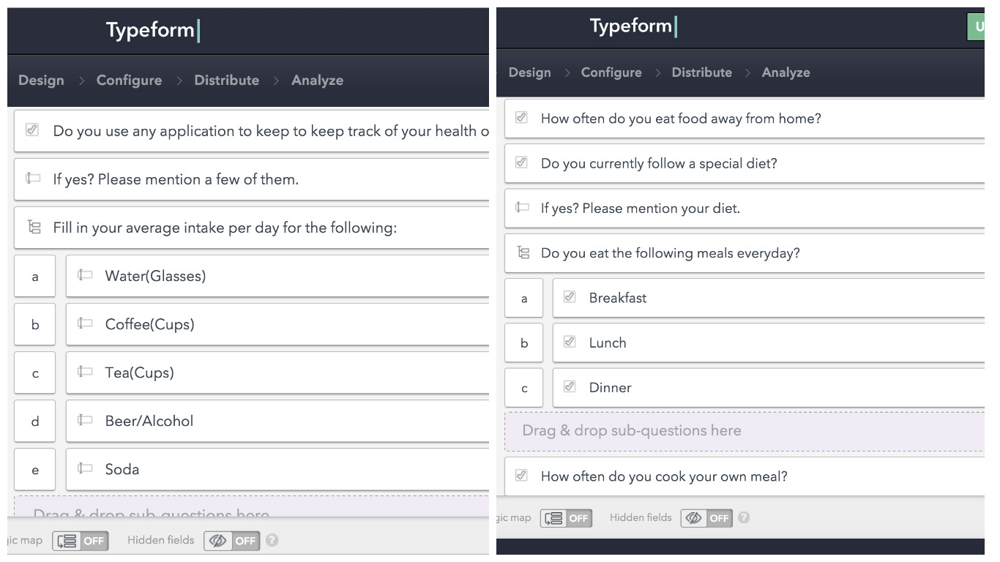 Typeform
Design > Configure > Distribute > Analyze
Do you use any application to keep to keep track of your health o
If yes? Please mention a few of them.
Fill in your average intake per day for the following:
a Water(Glasses)
b Coffee(Cups)
c Tea(Cups)
d Beer/Alcohol
e Soda
Drag & drop sub-questions here
gic map OFF Hidden fields OFF ?
Typeform
U
Design > Configure > Distribute > Analyze
How often do you eat food away from home?
Do you currently follow a special diet?
If yes? Please mention your diet.
Do you eat the following meals everyday?
a Breakfast
b Lunch
c Dinner
Drag & drop sub-questions here
How often do you cook your own meal?
gic map OFF Hidden fields OFF ?